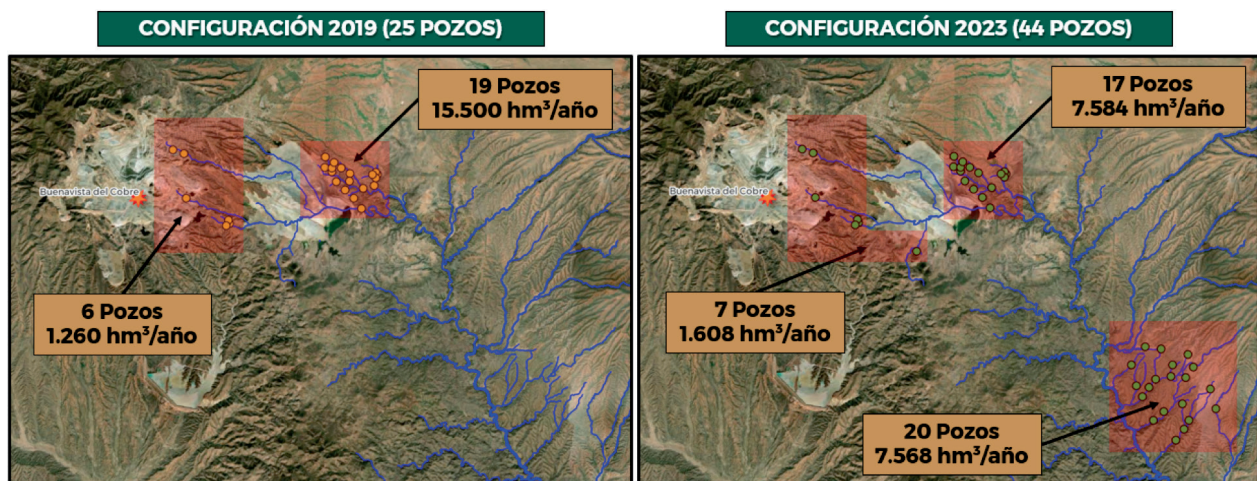 CONFIGURACIÓN 2019 (25 POZOS)
19 Pozos
15.500 hm³/año
Buenavista del Cobre
6 Pozos
1.260 hm³/año
CONFIGURACIÓN 2023 (44 POZOS)
17 Pozos
7.584 hm³/año
Buenavista del Cobre
7 Pozos
1.608 hm³/año
20 Pozos
7.568 hm³/año